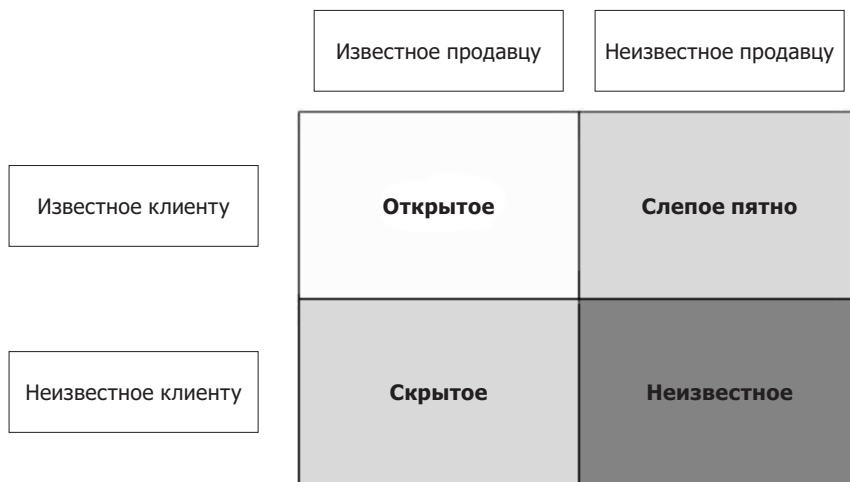 Известное продавцу
Неизвестное продавцу
Известное клиенту
Открытое
Слепое пятно
Неизвестное клиенту
Скрытое
Неизвестное